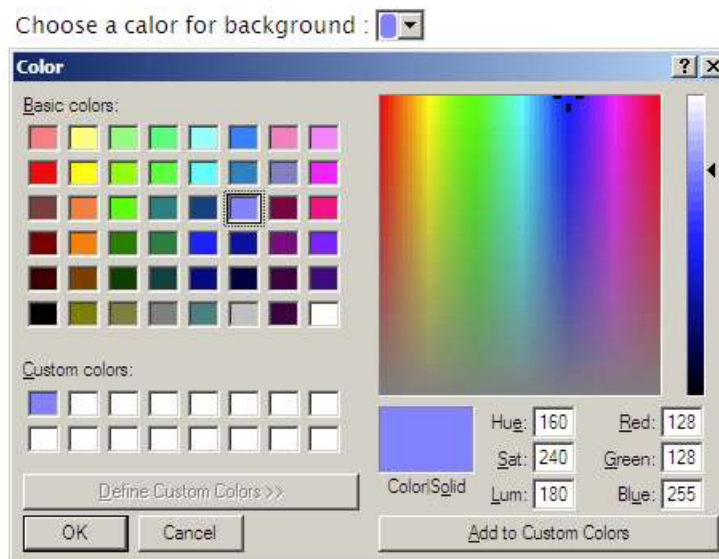 Choose a calor for background :
Color
? ×
Basic colors:
Custom colors:
Define Custom Colors >>
OK Cancel
Color|Solid
Hue: 160 Red: 128
Sat: 240 Green: 128
Lum: 180 Blue: 255
Add to Custom Colors